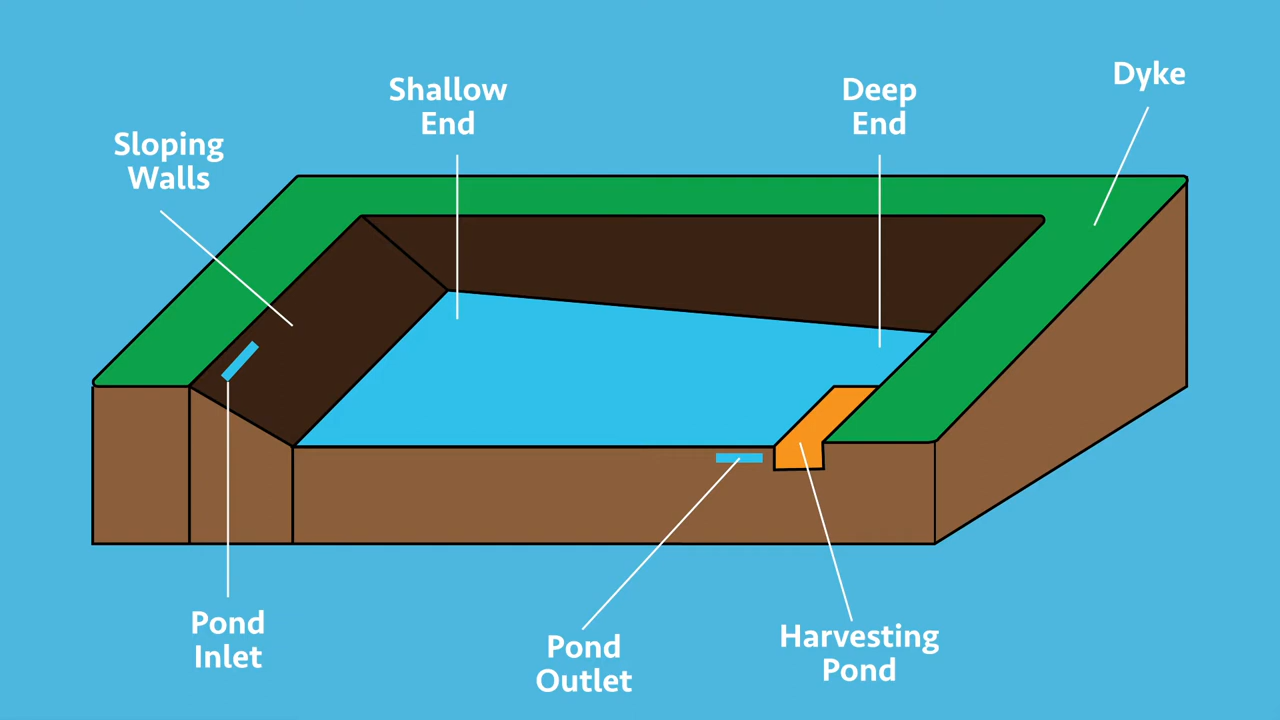 Shallow
End
Deep
End
Dyke
Sloping
Walls
Pond
Inlet
Pond
Outlet
Harvesting
Pond